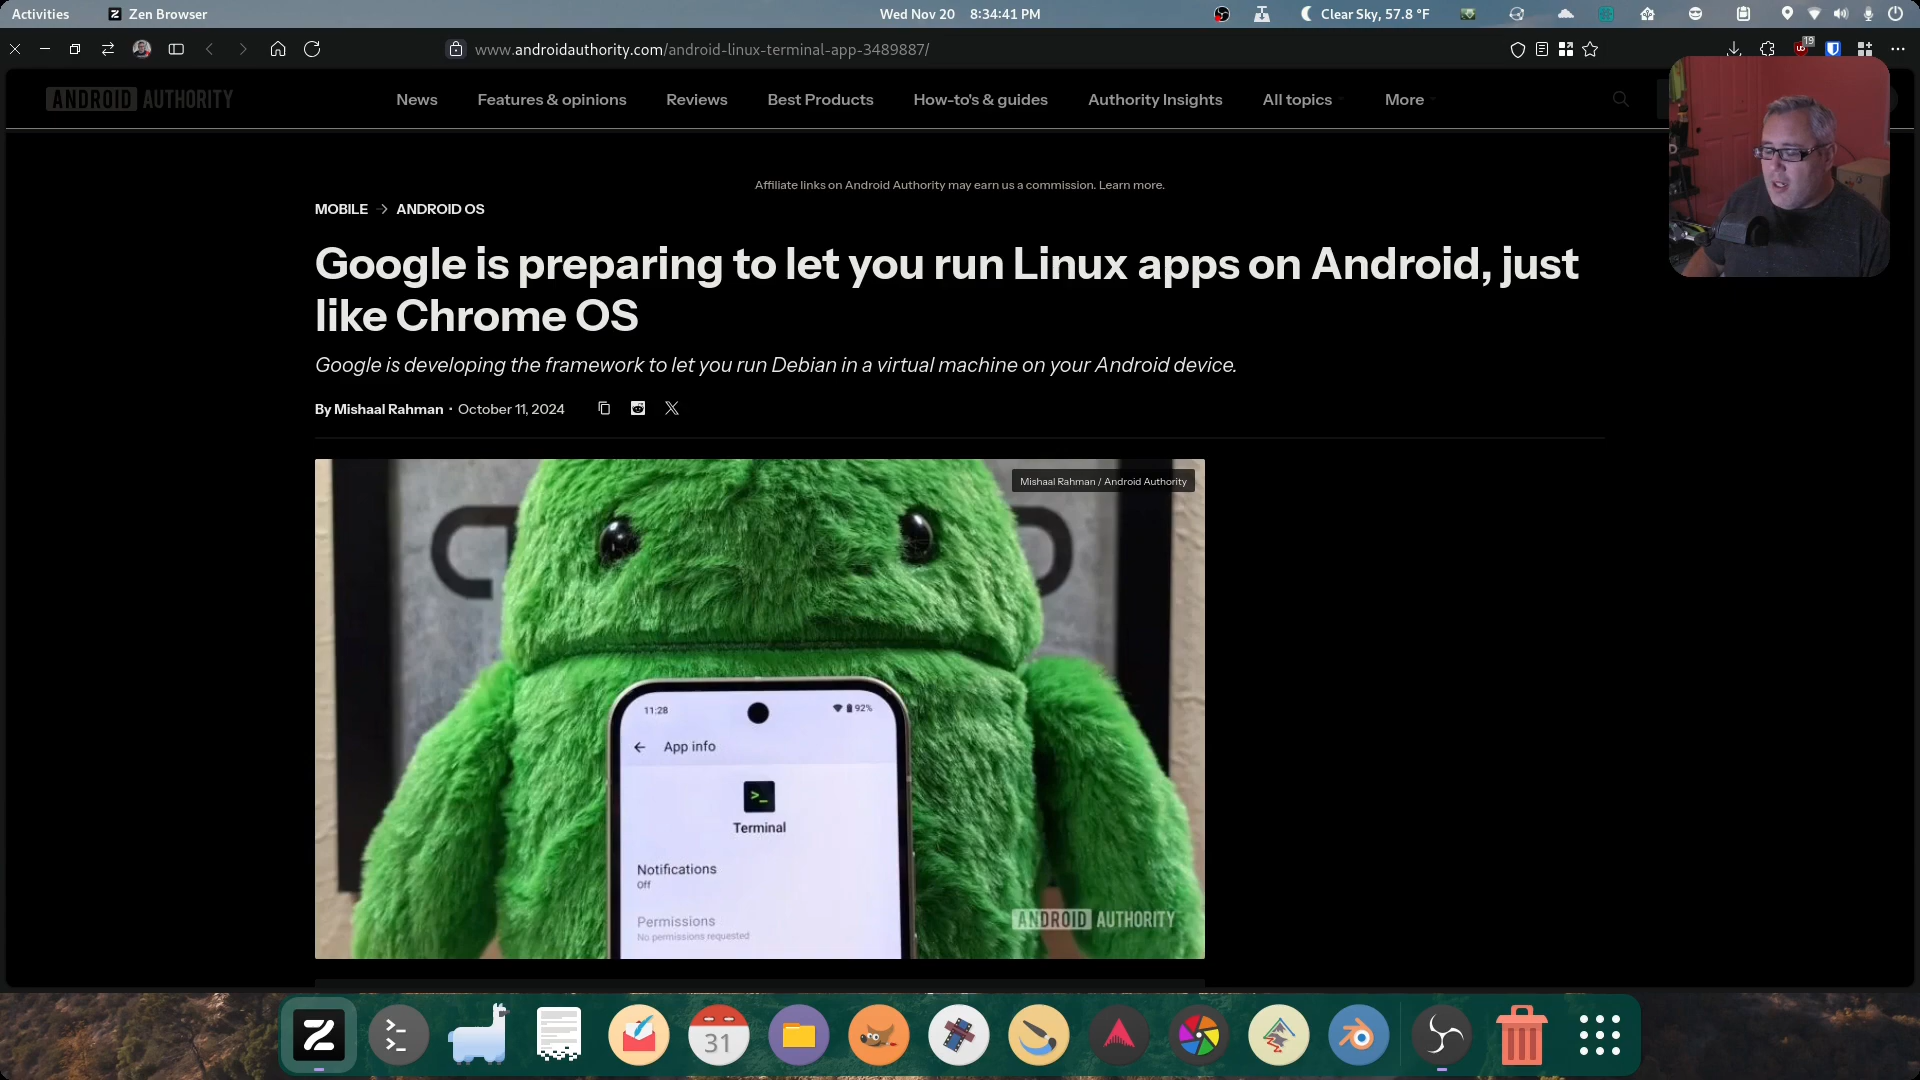 Activities
Zen Browser
Wed Nov 20 8:34:41 PM
Clear Sky, 57.8 °F
www.androidauthority.com/android-linux-terminal-app-3489887/
19
ANDROID AUTHORITY
News
Features & opinions
Reviews
Best Products
How-to's & guides
Authority Insights
All topics
More
Affiliate links on Android Authority may earn us a commission. Learn more.
MOBILE
ANDROID OS
Google is preparing to let you run Linux apps on Android, just
like Chrome OS
Google is developing the framework to let you run Debian in a virtual machine on your Android device.
By Mishaal Rahman • October 11, 2024
Mishaal Rahman / Android Authority
11:28
92%
App info
>_
Terminal
Notifications
Off
Permissions
No permissions requested
ANDROID AUTHORITY
31